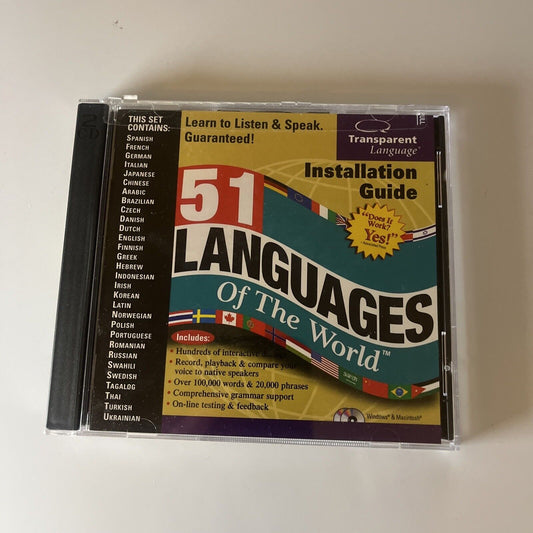 2
CD
THIS SET
CONTAINS:
SPANISH
FRENCH
GERMAN
ITALIAN
JAPANESE
CHINESE
ARABIC
BRAZILIAN
CZECH
DANISH
DUTCH
ENGLISH
FINNISH
GREEK
HEBREW
INDONESIAN
IRISH
KOREAN
LATIN
NORWEGIAN
POLISH
PORTUGUESE
ROMANIAN
RUSSIAN
SWAHILI
SWEDISH
TAGALOG
THAI
TURKISH
UKRAINIAN
Learn to Listen & Speak.
Guaranteed!
Transparent
Language®
Installation
Guide
"Does It
Work?
Yes!"
51
LANGUAGES
Of The World™
Includes:
• Hundreds of interactive
• Record, playback & compare your
voice to native speakers
• Over 100,000 words & 20,000 phrases
• Comprehensive grammar support
• On-line testing & feedback
Windows® & Macintosh®